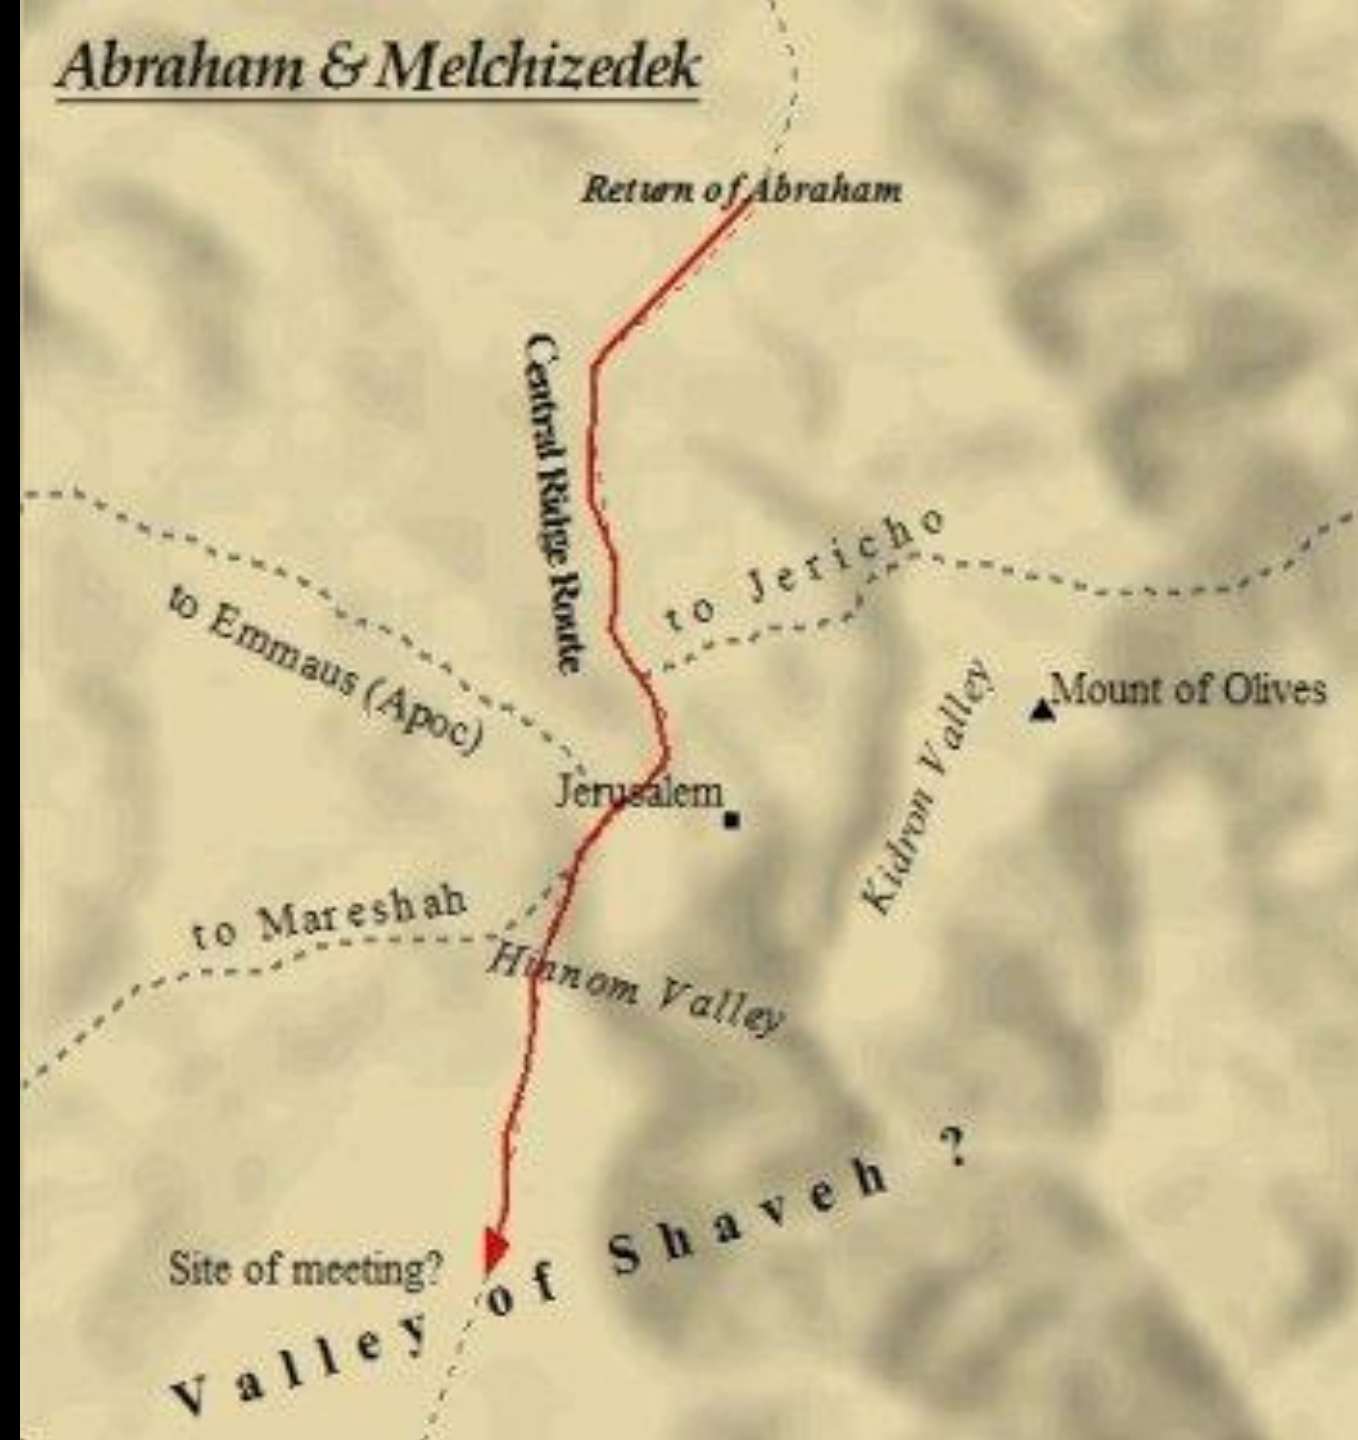 Abraham & Melchizedek
Return of Abraham
Central Ridge Route
to Jericho
to Emmaus (Apoc)
Mount of Olives
Kidron Valley
Jerusalem
to Mareshah
Hinnom Valley
Site of meeting?
Valley of Shaveh ?